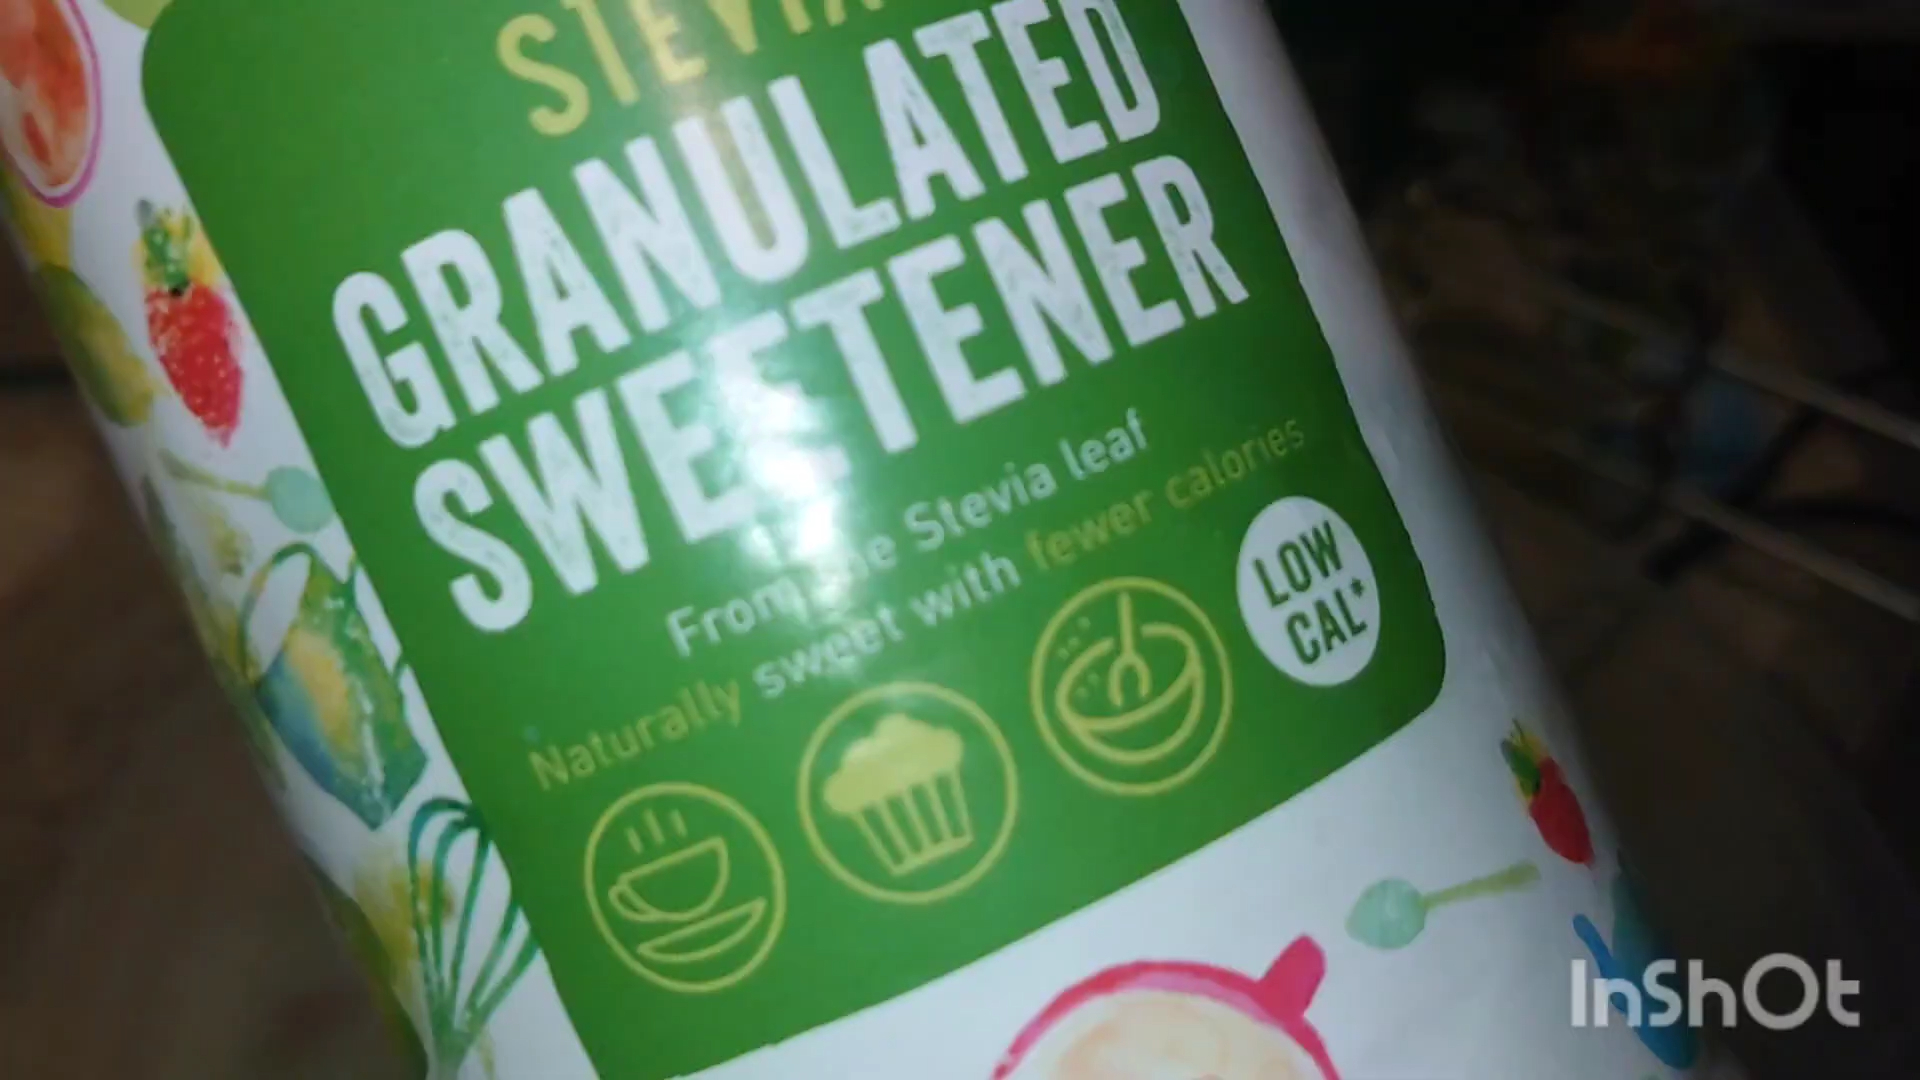 STEVIA
GRANULATED
SWEETENER
From the Stevia leaf
Naturally sweet with fewer calories
LOW
CAL*
InShOt